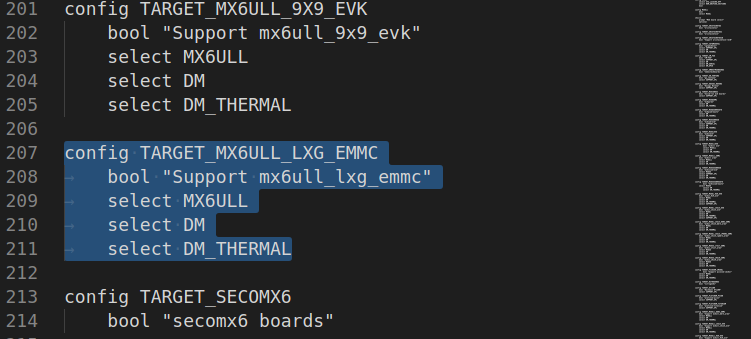 201 config TARGET_MX6ULL_9X9_EVK
202     bool "Support mx6ull_9x9_evk"
203     select MX6ULL
204     select DM
205     select DM_THERMAL
206
207 config TARGET_MX6ULL_LXG_EMMC
208     bool "Support mx6ull_lxg_emmc"
209     select MX6ULL
210     select DM
211     select DM_THERMAL
212
213 config TARGET_SECOMX6
214     bool "secomx6 boards"